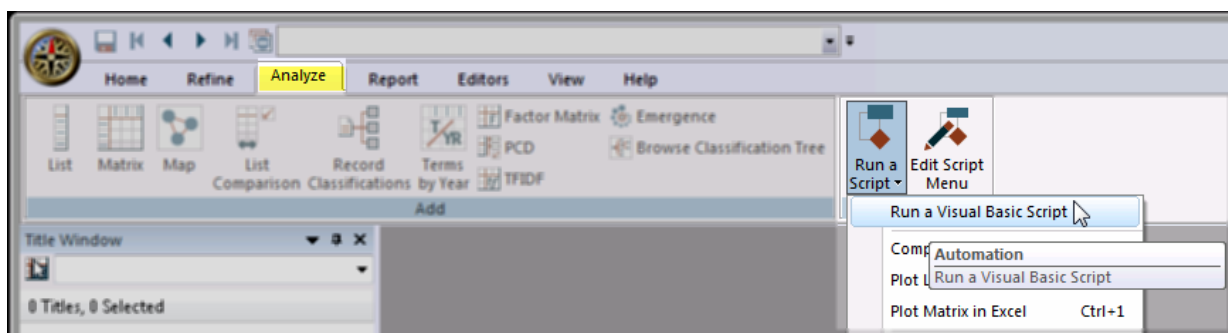 Home Refine Analyze Report Editors View Help
List Matrix Map List Comparison Record Classifications Terms by Year
Factor Matrix Emergence
PCD Browse Classification Tree
TFIDF
Add
Run a Script Edit Script Menu
Run a Visual Basic Script
Comp
Automation
Plot L
Run a Visual Basic Script
Plot Matrix in Excel Ctrl+1
Title Window
0 Titles, 0 Selected